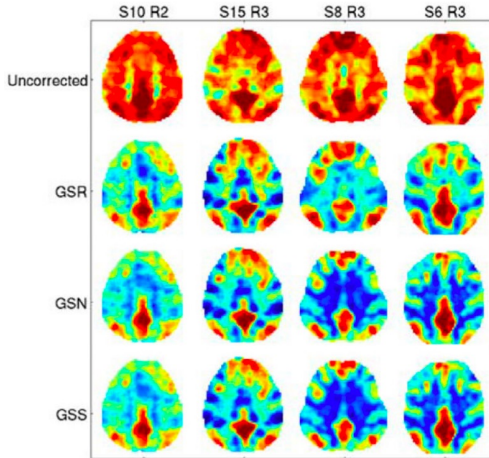 S10 R2 S15 R3 S8 R3 S6 R3
Uncorrected
GSR
GSN
GSS